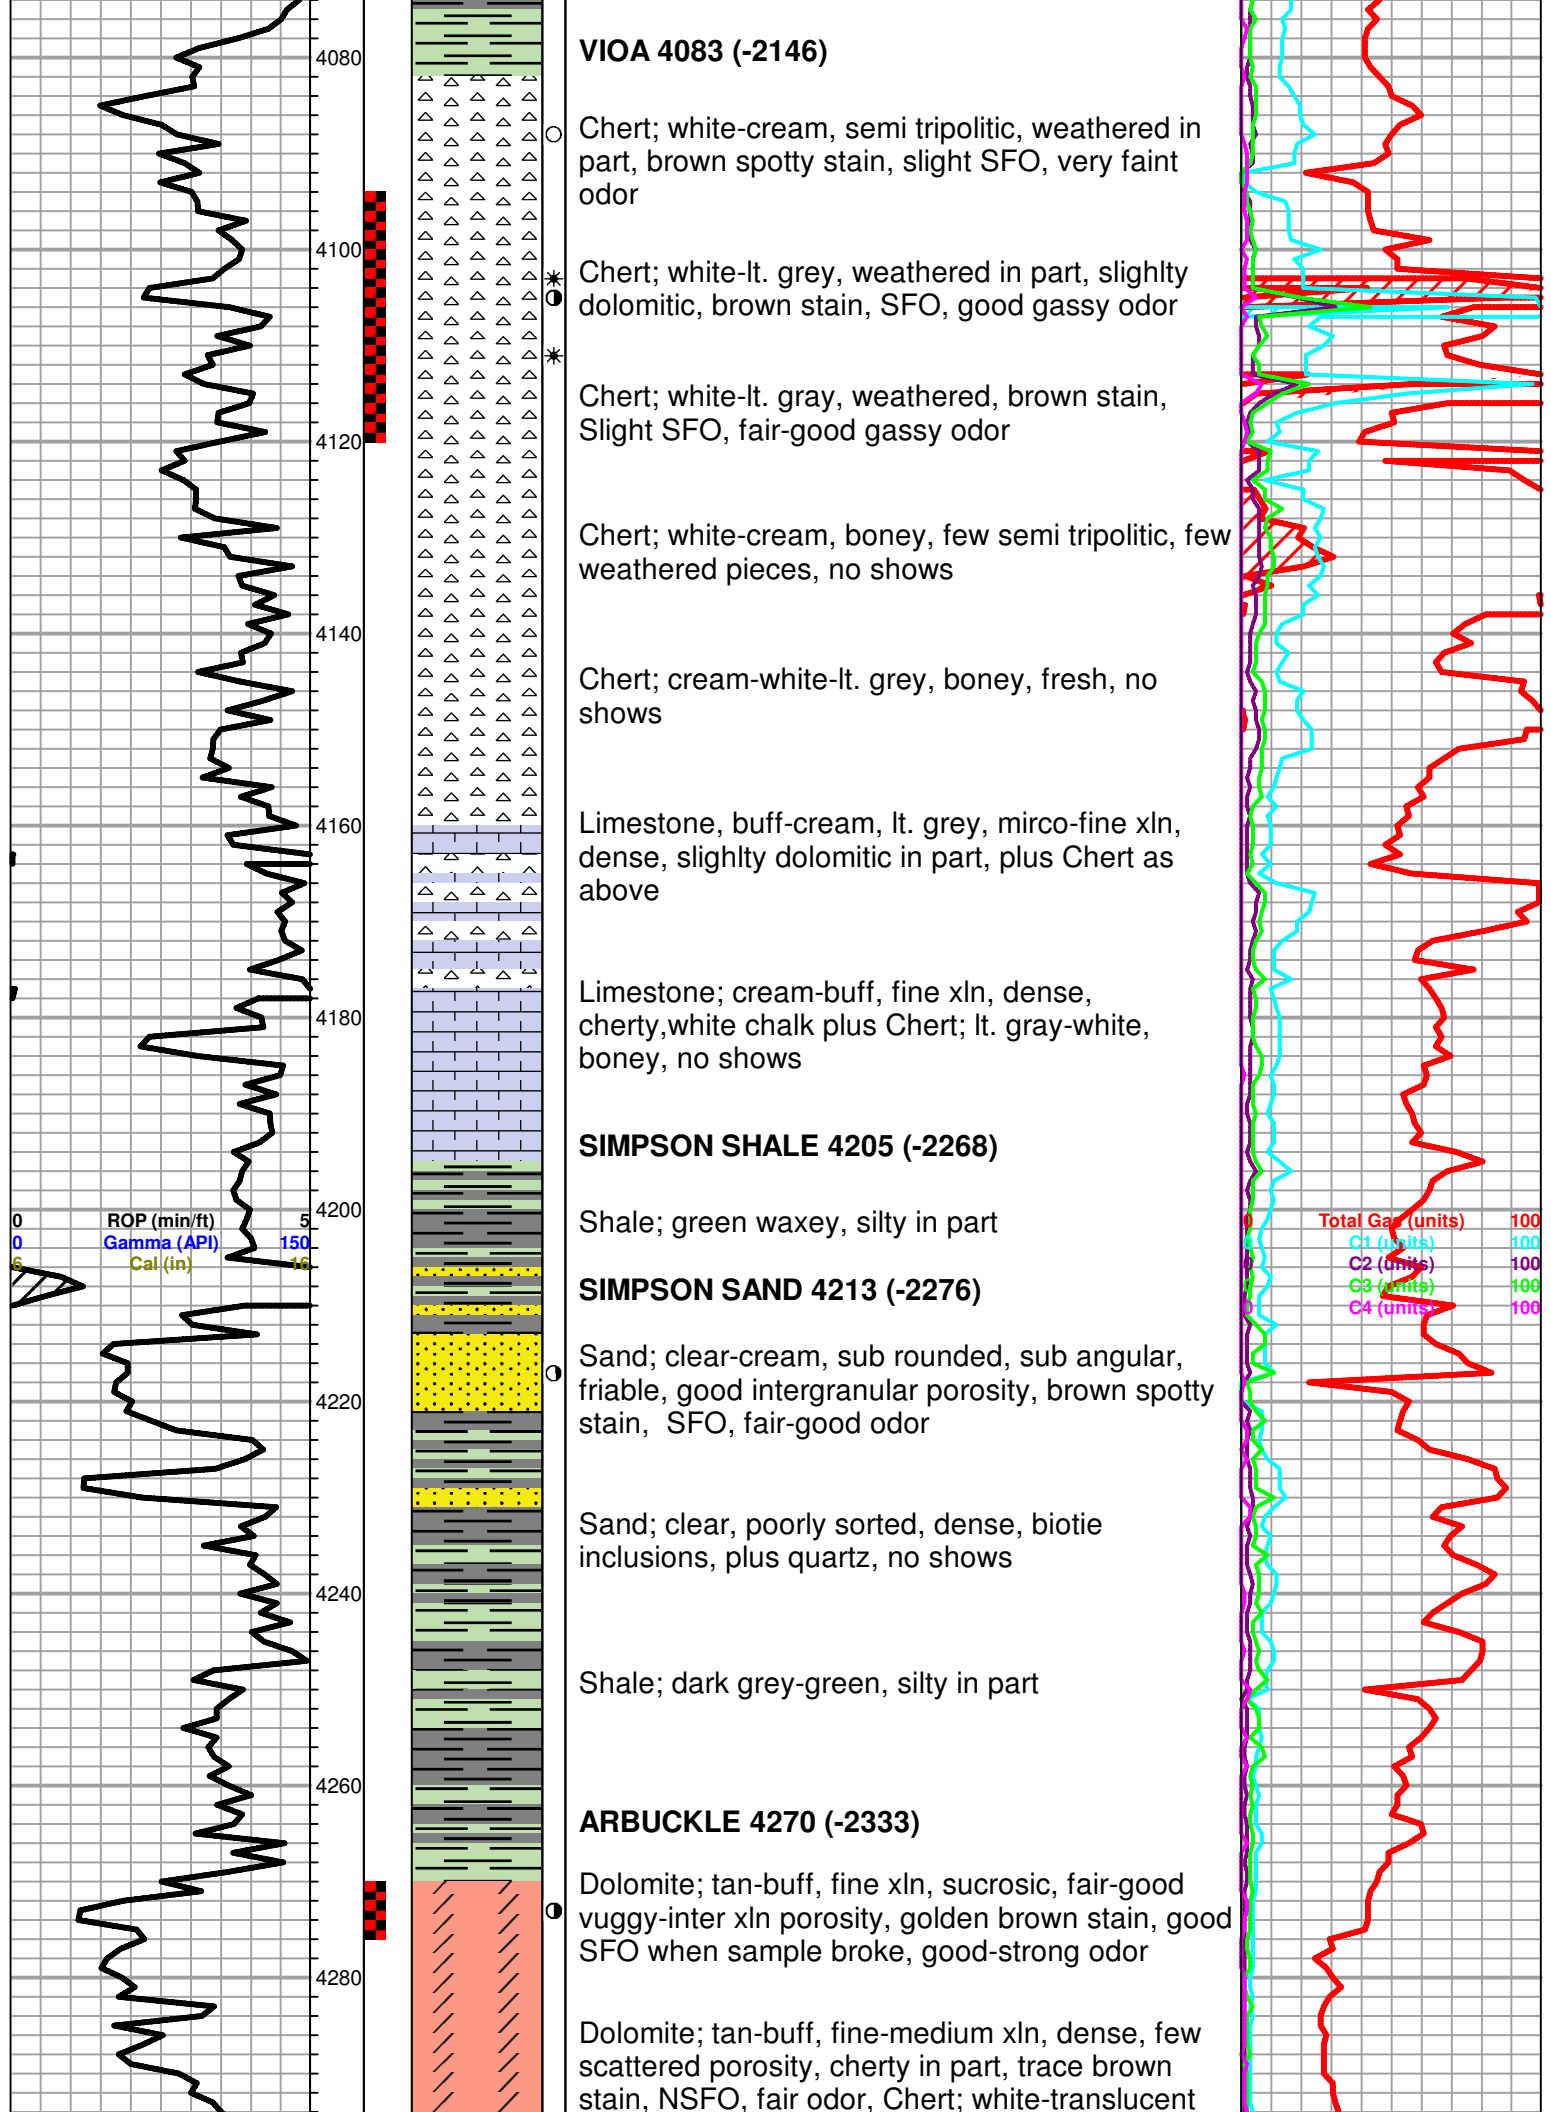 4080
VIOA 4083 (-2146)
Chert; white-cream, semi tripolitic, weathered in
part, brown spotty stain, slight SFO, very faint
odor
4100
Chert; white-lt. grey, weathered in part, slighlty
dolomitic, brown stain, SFO, good gassy odor
Chert; white-lt. gray, weathered, brown stain,
Slight SFO, fair-good gassy odor
4120
Chert; white-cream, boney, few semi tripolitic, few
weathered pieces, no shows
4140
Chert; cream-white-lt. grey, boney, fresh, no
shows
4160
Limestone, buff-cream, lt. grey, mirco-fine xln,
dense, slighlty dolomitic in part, plus Chert as
above
Limestone; cream-buff, fine xln, dense,
cherty,white chalk plus Chert; lt. gray-white,
boney, no shows
4180
SIMPSON SHALE 4205 (-2268)
4200
Shale; green waxey, silty in part
0 ROP (min/ft) 5
0 Gamma (API) 150
6 Cal (in) 16
0 Total Gas (units) 100
0 C1 (units) 100
0 C2 (units) 100
0 C3 (units) 100
0 C4 (units) 100
SIMPSON SAND 4213 (-2276)
Sand; clear-cream, sub rounded, sub angular,
friable, good intergranular porosity, brown spotty
stain,  SFO, fair-good odor
4220
Sand; clear, poorly sorted, dense, biotie
inclusions, plus quartz, no shows
4240
Shale; dark grey-green, silty in part
4260
ARBUCKLE 4270 (-2333)
Dolomite; tan-buff, fine xln, sucrosic, fair-good
vuggy-inter xln porosity, golden brown stain, good
SFO when sample broke, good-strong odor
4280
Dolomite; tan-buff, fine-medium xln, dense, few
scattered porosity, cherty in part, trace brown
stain, NSFO, fair odor, Chert; white-translucent